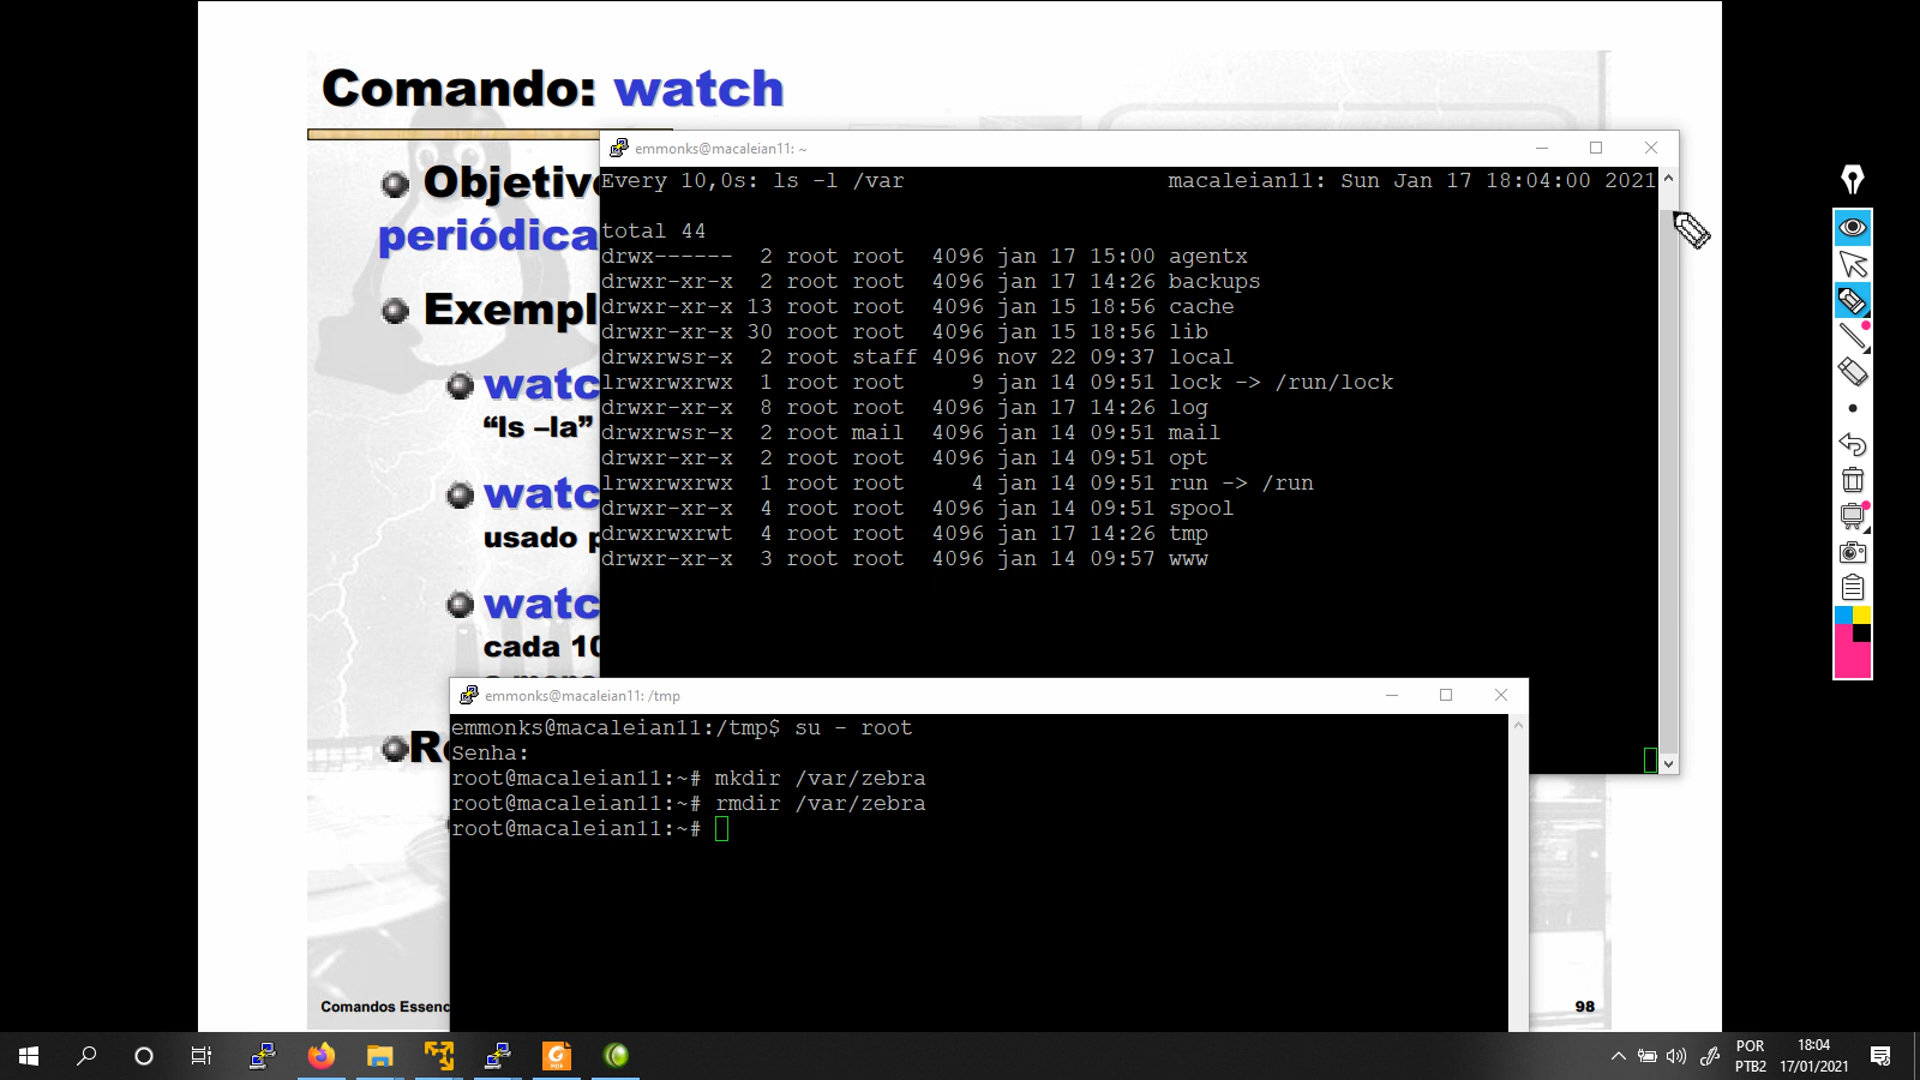 Comando: watch
Objetivo
periódica
Exempl
watc
“ls –la”
watc
usado p
watc
cada 10
Re
Comandos Essenc
98
emmonks@macaleian11: ~
Every 10,0s: ls -l /var macaleian11: Sun Jan 17 18:04:00 2021
total 44
drwx------ 2 root root 4096 jan 17 15:00 agentx
drwxr-xr-x 2 root root 4096 jan 17 14:26 backups
drwxr-xr-x 13 root root 4096 jan 15 18:56 cache
drwxr-xr-x 30 root root 4096 jan 15 18:56 lib
drwxrwsr-x 2 root staff 4096 nov 22 09:37 local
lrwxrwxrwx 1 root root 9 jan 14 09:51 lock -> /run/lock
drwxr-xr-x 8 root root 4096 jan 17 14:26 log
drwxrwsr-x 2 root mail 4096 jan 14 09:51 mail
drwxr-xr-x 2 root root 4096 jan 14 09:51 opt
lrwxrwxrwx 1 root root 4 jan 14 09:51 run -> /run
drwxr-xr-x 4 root root 4096 jan 14 09:51 spool
drwxrwxrwt 4 root root 4096 jan 17 14:26 tmp
drwxr-xr-x 3 root root 4096 jan 14 09:57 www
emmonks@macaleian11: /tmp
emmonks@macaleian11:/tmp$ su - root
Senha:
root@macaleian11:~# mkdir /var/zebra
root@macaleian11:~# rmdir /var/zebra
root@macaleian11:~#
POR
PTB2
18:04
17/01/2021